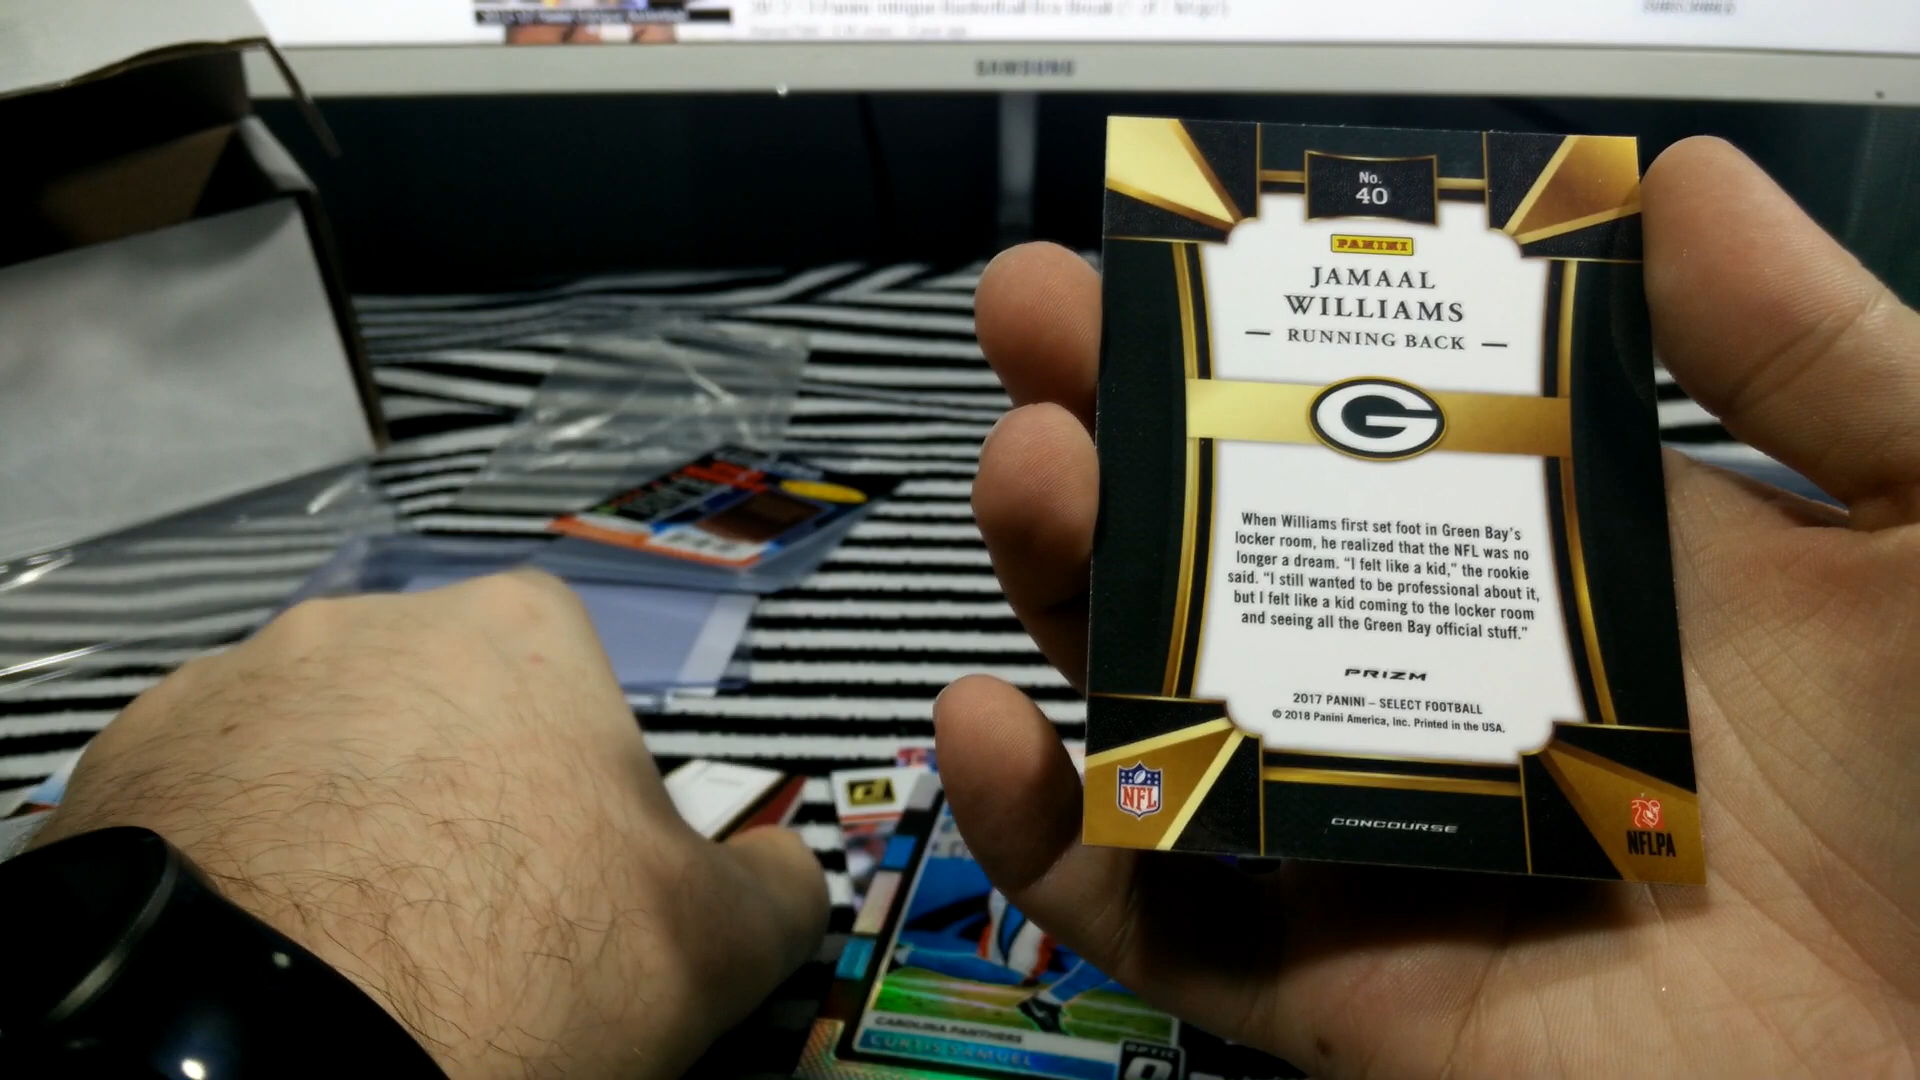 SAMSUNG
No.
40
PANINI
JAMAAL
WILLIAMS
— RUNNING BACK —
G
When Williams first set foot in Green Bay's
locker room, he realized that the NFL was no
longer a dream. "I felt like a kid," the rookie
said. "I still wanted to be professional about it,
but I felt like a kid coming to the locker room
and seeing all the Green Bay official stuff."
PRIZM
2017 PANINI – SELECT FOOTBALL
© 2018 Panini America, Inc. Printed in the USA.
NFL
CONCOURSE
NFLPA
CAROLINA PANTHERS
CURTIS SAMUEL
OPTIC